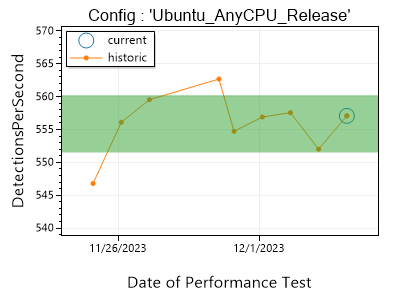 Config : 'Ubuntu_AnyCPU_Release'
current
historic
DetectionsPerSecond
570
565
560
555
550
545
540
11/26/2023
12/1/2023
Date of Performance Test